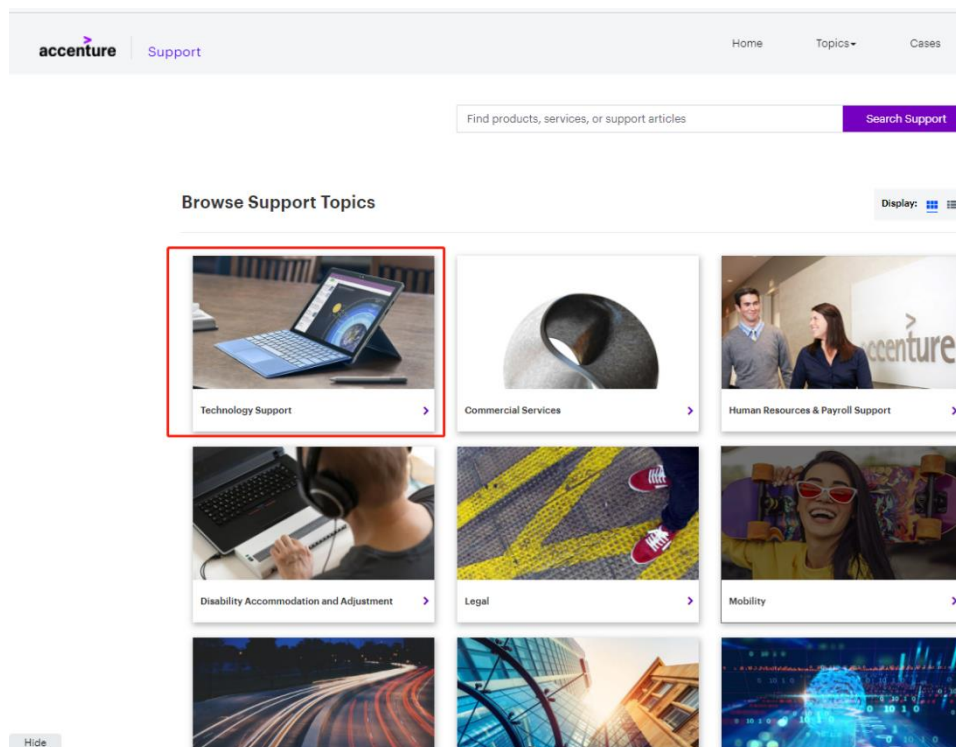 accenture
Support
Home
Topics
Cases
Find products, services, or support articles
Search Support
Browse Support Topics
Display:
accenture
Technology Support
Commercial Services
Human Resources & Payroll Support
Disability Accommodation and Adjustment
Legal
Mobility
Hide